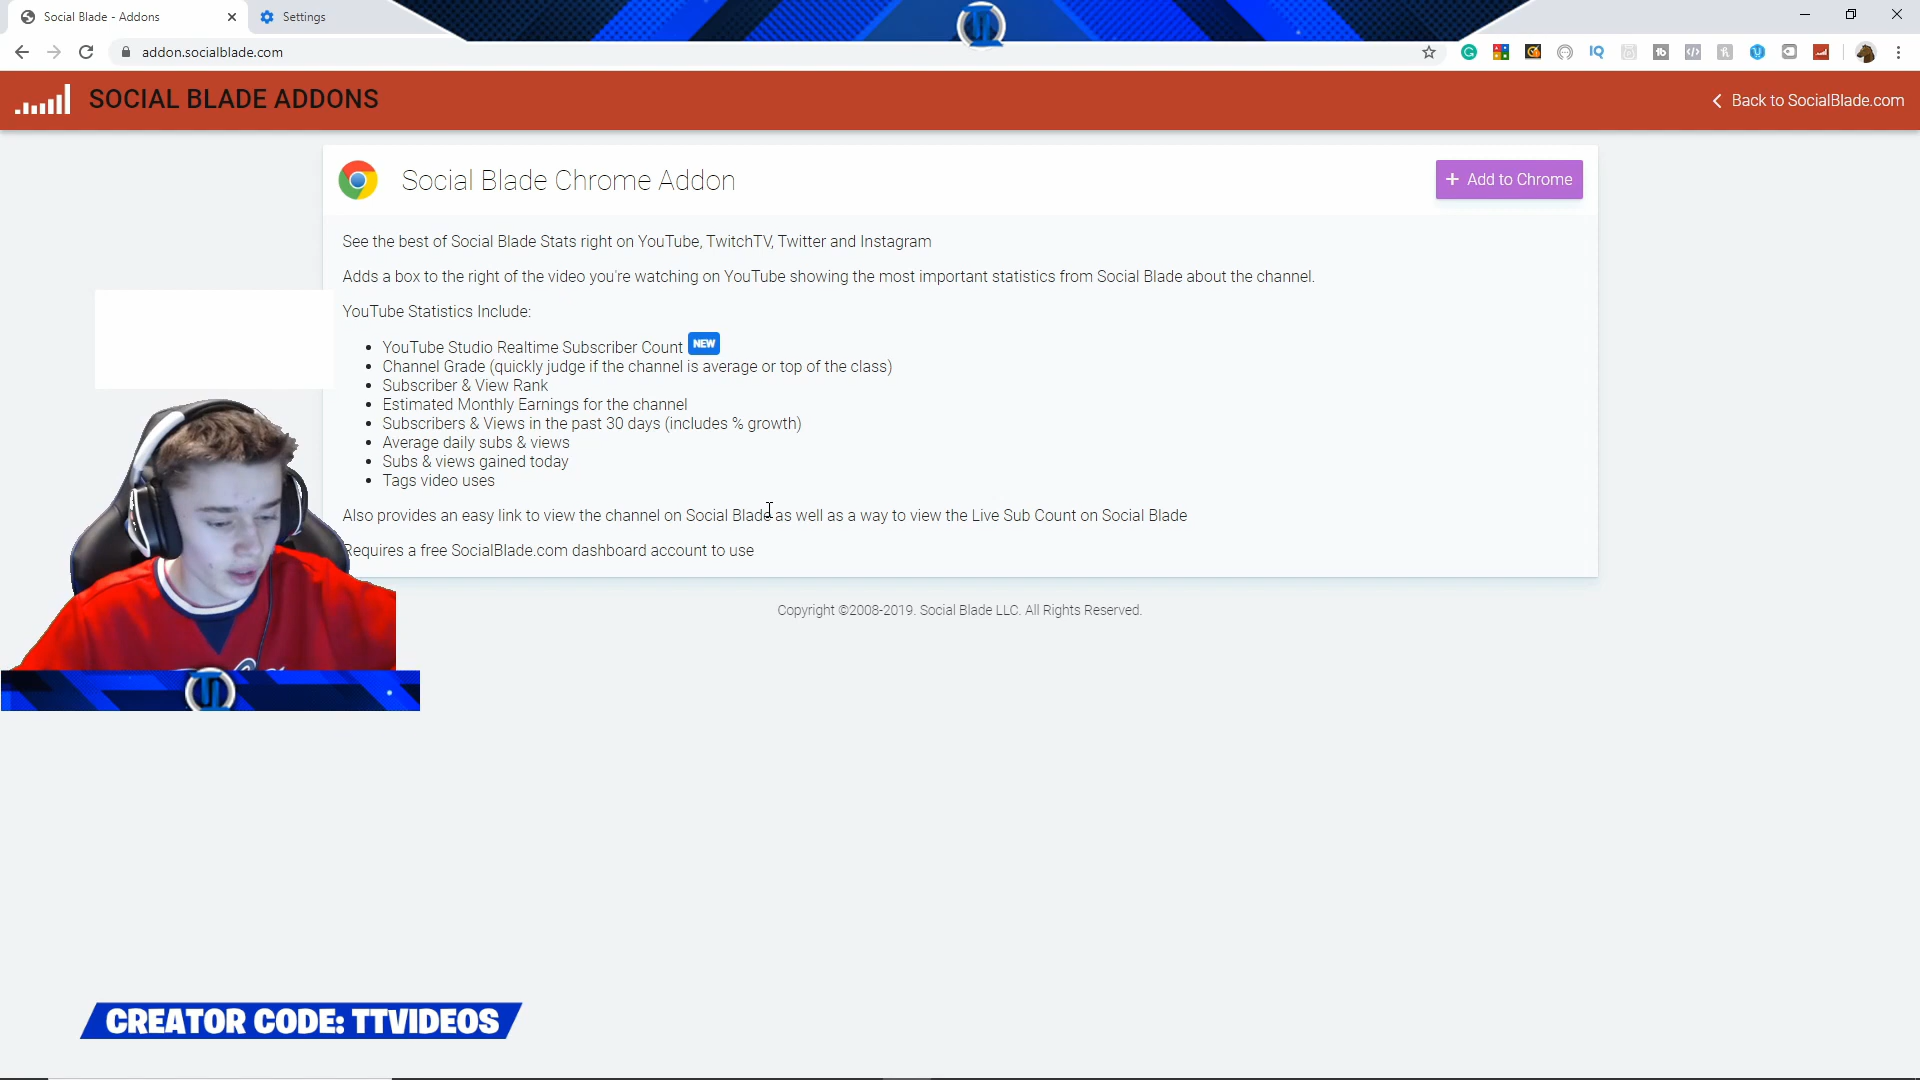 Social Blade - Addons
Settings
addon.socialblade.com
SOCIAL BLADE ADDONS
Back to SocialBlade.com
Social Blade Chrome Addon
+ Add to Chrome
See the best of Social Blade Stats right on YouTube, TwitchTV, Twitter and Instagram
Adds a box to the right of the video you're watching on YouTube showing the most important statistics from Social Blade about the channel.
YouTube Statistics Include:
• YouTube Studio Realtime Subscriber Count NEW
• Channel Grade (quickly judge if the channel is average or top of the class)
• Subscriber & View Rank
• Estimated Monthly Earnings for the channel
• Subscribers & Views in the past 30 days (includes % growth)
• Average daily subs & views
• Subs & views gained today
• Tags video uses
Also provides an easy link to view the channel on Social Blade as well as a way to view the Live Sub Count on Social Blade
Requires a free SocialBlade.com dashboard account to use
Copyright ©2008-2019. Social Blade LLC. All Rights Reserved.
CREATOR CODE: TTVIDEOS